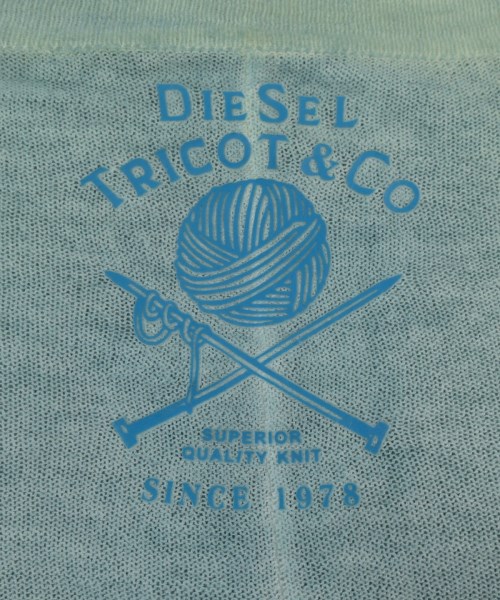 DIESEL
TRICOT & CO
SUPERIOR
QUALITY KNIT
SINCE 1978